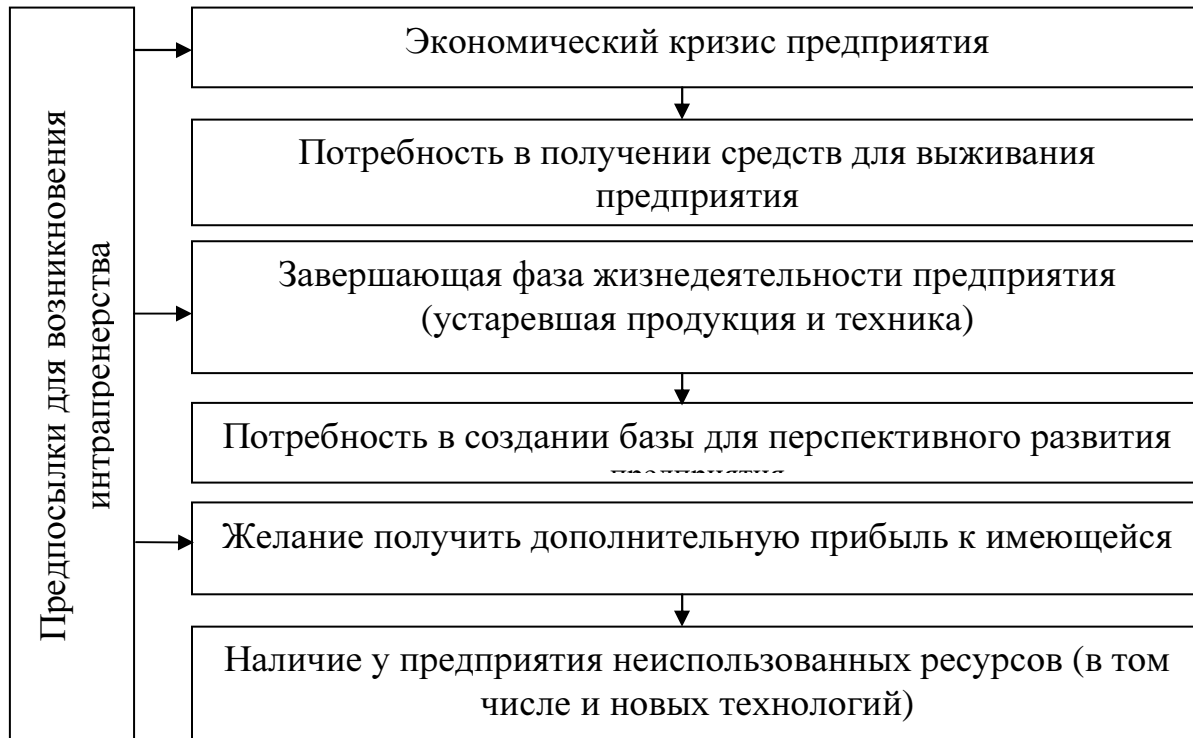 Предпосылки для возникновения
интрапренерства
Экономический кризис предприятия
Потребность в получении средств для выживания
предприятия
Завершающая фаза жизнедеятельности предприятия
(устаревшая продукция и техника)
Потребность в создании базы для перспективного развития
предприятия
Желание получить дополнительную прибыль к имеющейся
Наличие у предприятия неиспользованных ресурсов (в том
числе и новых технологий)